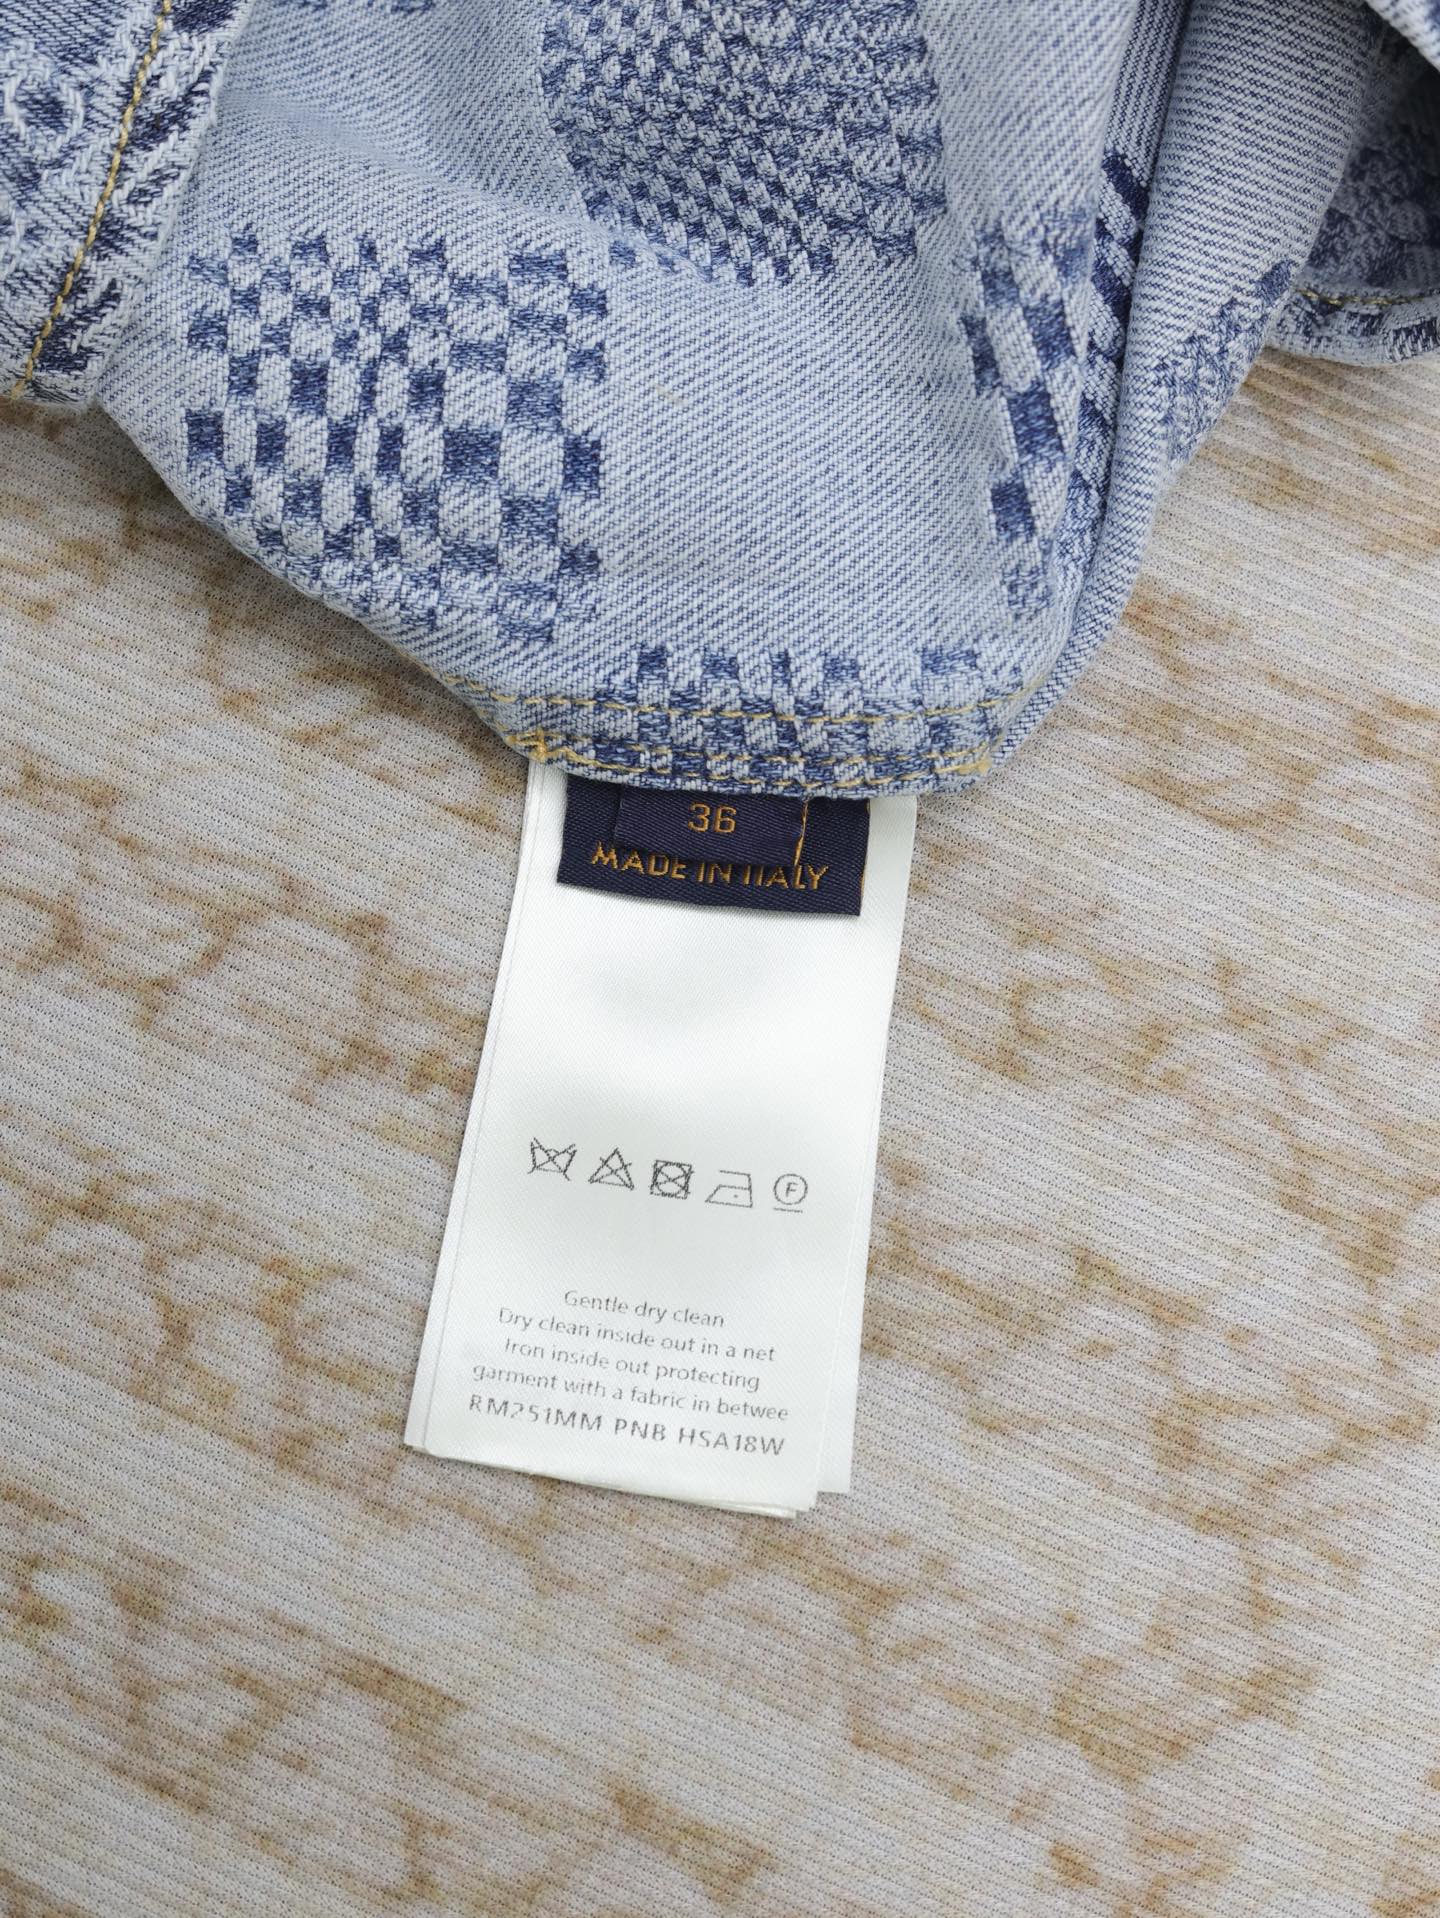 36
MADE IN ITALY
F
Gentle dry clean
Dry clean inside out in a net
Iron inside out protecting
garment with a fabric in betwee
RM251MM PNB HSA18W